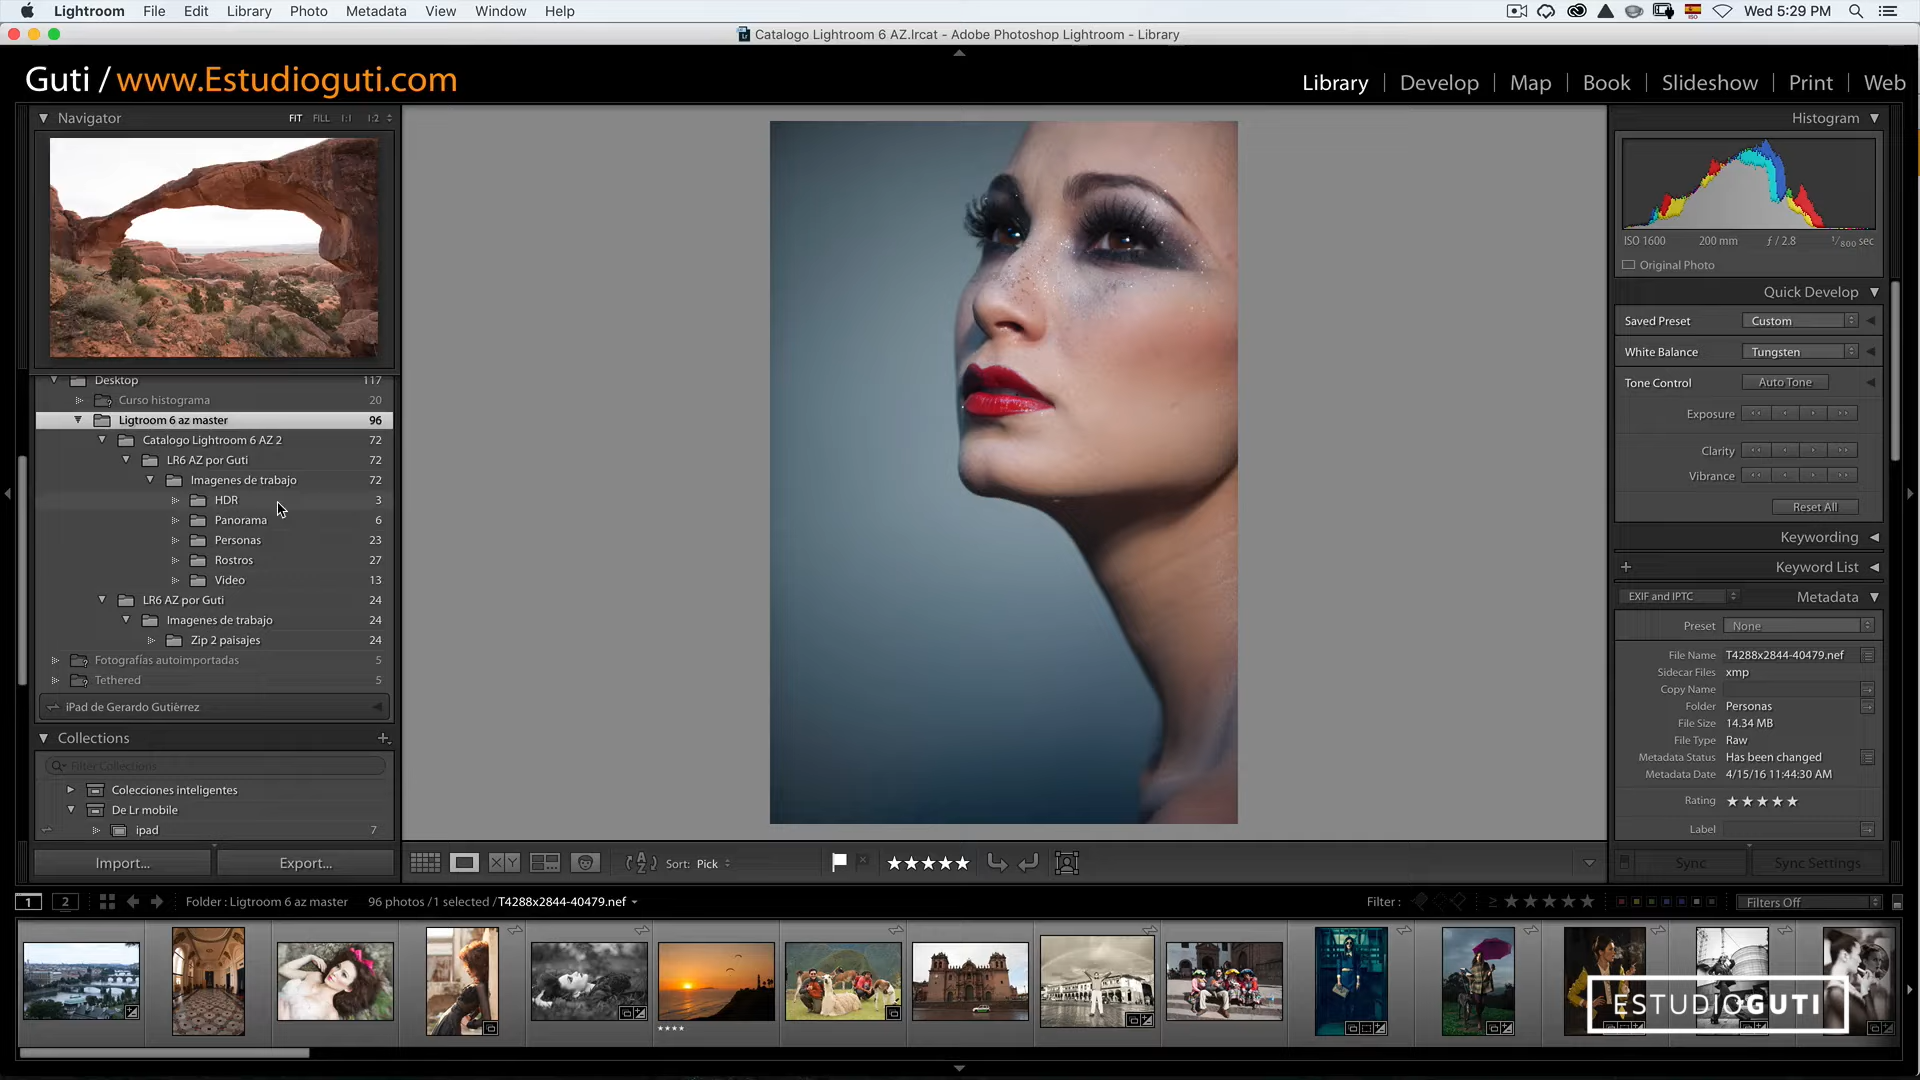 Lightroom File Edit Library Photo Metadata View Window Help
ISO
Wed 5:29 PM
Catalogo Lightroom 6 AZ.lrcat - Adobe Photoshop Lightroom - Library
Guti / www.Estudioguti.com
Library | Develop | Map | Book | Slideshow | Print | Web
Navigator FIT FILL 1:1 1:2
Desktop 117
Curso histograma 20
Ligtroom 6 az master 96
Catalogo Lightroom 6 AZ 2 72
LR6 AZ por Guti 72
Imagenes de trabajo 72
HDR 3
Panorama 6
Personas 23
Rostros 27
Video 13
LR6 AZ por Guti 24
Imagenes de trabajo 24
Zip 2 paisajes 24
Fotografías autoimportadas 5
Tethered 5
iPad de Gerardo Gutièrrez
Collections +
Filter Collections
Colecciones inteligentes
De Lr mobile
ipad 7
Import... Export...
Histogram
ISO 1600 200 mm ƒ / 2.8 1/800 sec
Original Photo
Quick Develop
Saved Preset Custom
White Balance Tungsten
Tone Control Auto Tone
Exposure
Clarity
Vibrance
Reset All
Keywording
+ Keyword List
EXIF and IPTC Metadata
Preset None
File Name T4288x2844-40479.nef
Sidecar Files xmp
Copy Name
Folder Personas
File Size 14.34 MB
File Type Raw
Metadata Status Has been changed
Metadata Date 4/15/16 11:44:30 AM
Rating ★★★★★
Label
Sync Sync Settings
XY
Sort: Pick
★★★★★
1 2 Folder : Ligtroom 6 az master 96 photos / 1 selected / T4288x2844-40479.nef
Filter : ≥ ★★★★★ Filters Off
★★★★
ESTUDIOGUTI